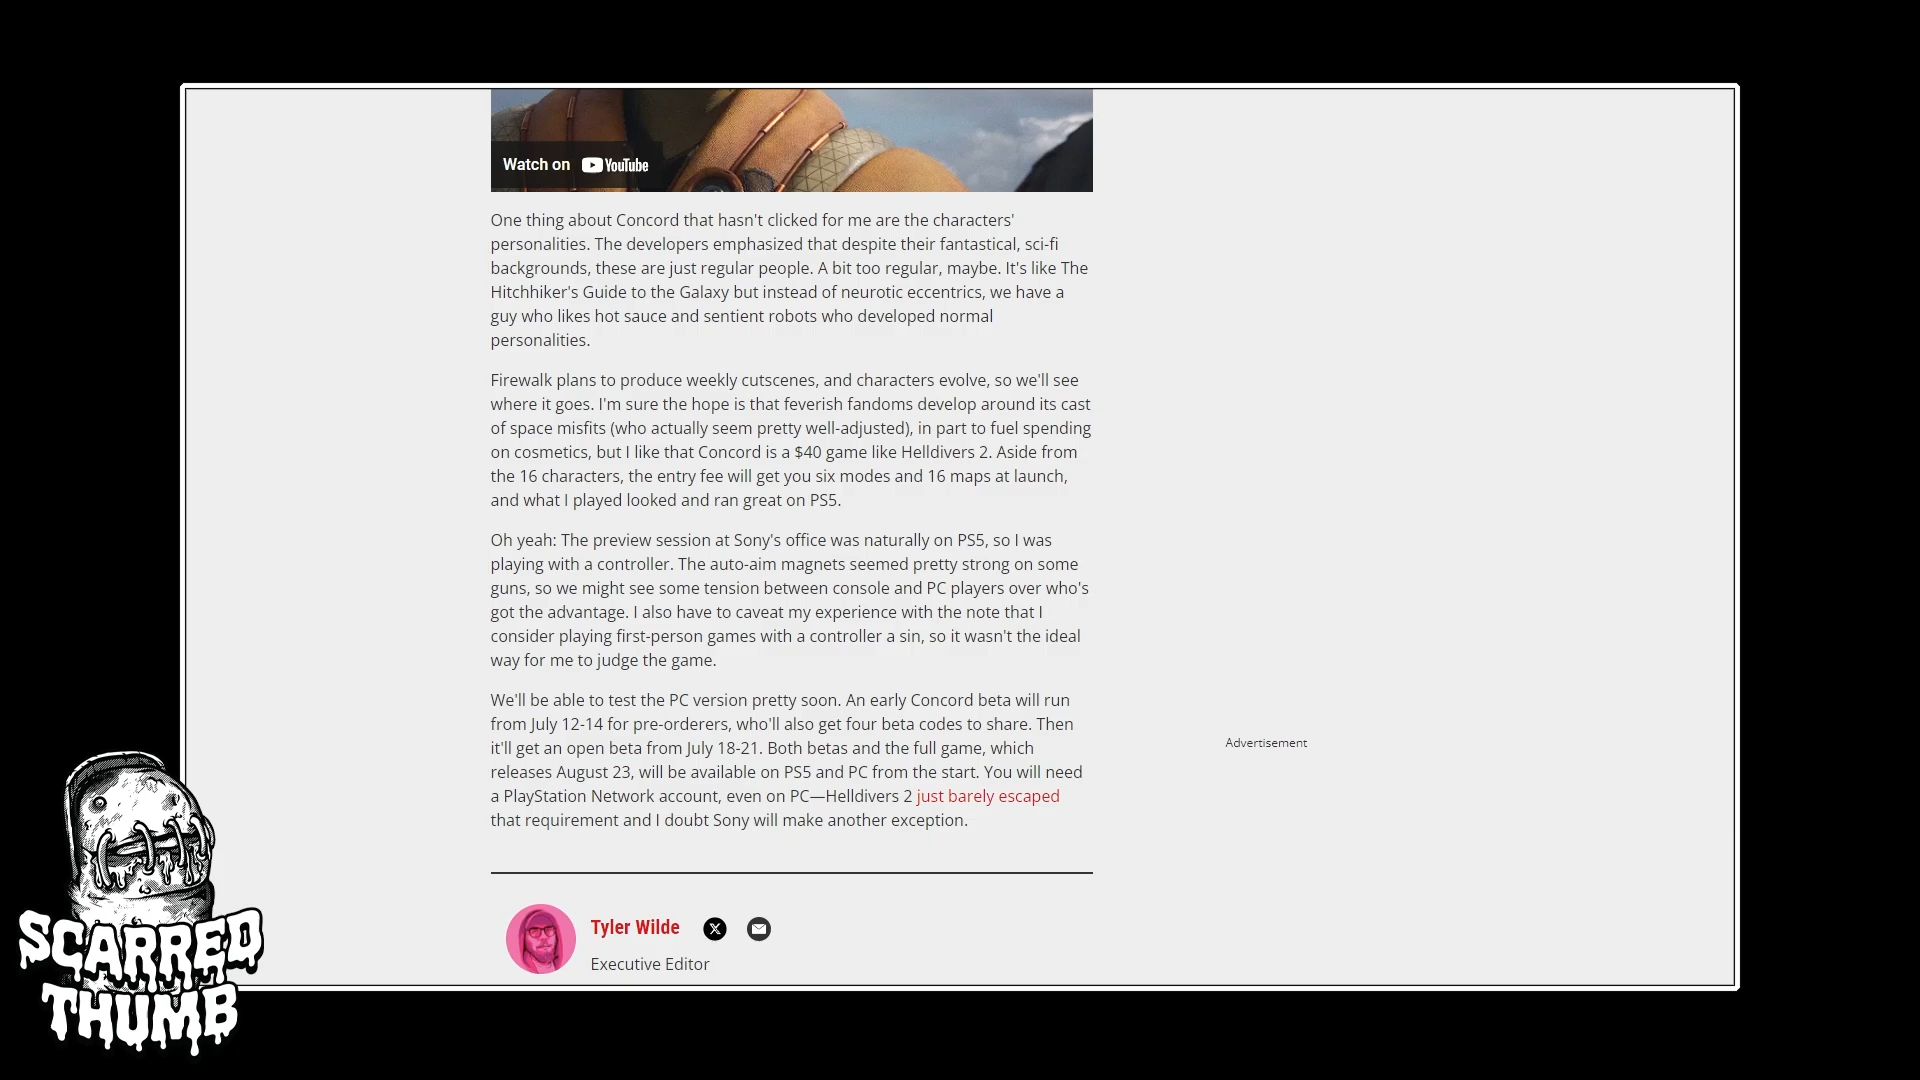 Watch on YouTube
One thing about Concord that hasn't clicked for me are the characters'
personalities. The developers emphasized that despite their fantastical, sci-fi
backgrounds, these are just regular people. A bit too regular, maybe. It's like The
Hitchhiker's Guide to the Galaxy but instead of neurotic eccentrics, we have a
guy who likes hot sauce and sentient robots who developed normal
personalities.
Firewalk plans to produce weekly cutscenes, and characters evolve, so we'll see
where it goes. I'm sure the hope is that feverish fandoms develop around its cast
of space misfits (who actually seem pretty well-adjusted), in part to fuel spending
on cosmetics, but I like that Concord is a $40 game like Helldivers 2. Aside from
the 16 characters, the entry fee will get you six modes and 16 maps at launch,
and what I played looked and ran great on PS5.
Oh yeah: The preview session at Sony's office was naturally on PS5, so I was
playing with a controller. The auto-aim magnets seemed pretty strong on some
guns, so we might see some tension between console and PC players over who's
got the advantage. I also have to caveat my experience with the note that I
consider playing first-person games with a controller a sin, so it wasn't the ideal
way for me to judge the game.
We'll be able to test the PC version pretty soon. An early Concord beta will run
from July 12-14 for pre-orderers, who'll also get four beta codes to share. Then
it'll get an open beta from July 18-21. Both betas and the full game, which
releases August 23, will be available on PS5 and PC from the start. You will need
a PlayStation Network account, even on PC—Helldivers 2 just barely escaped
that requirement and I doubt Sony will make another exception.
Advertisement
Tyler Wilde
Executive Editor
SCARRED
THUMB